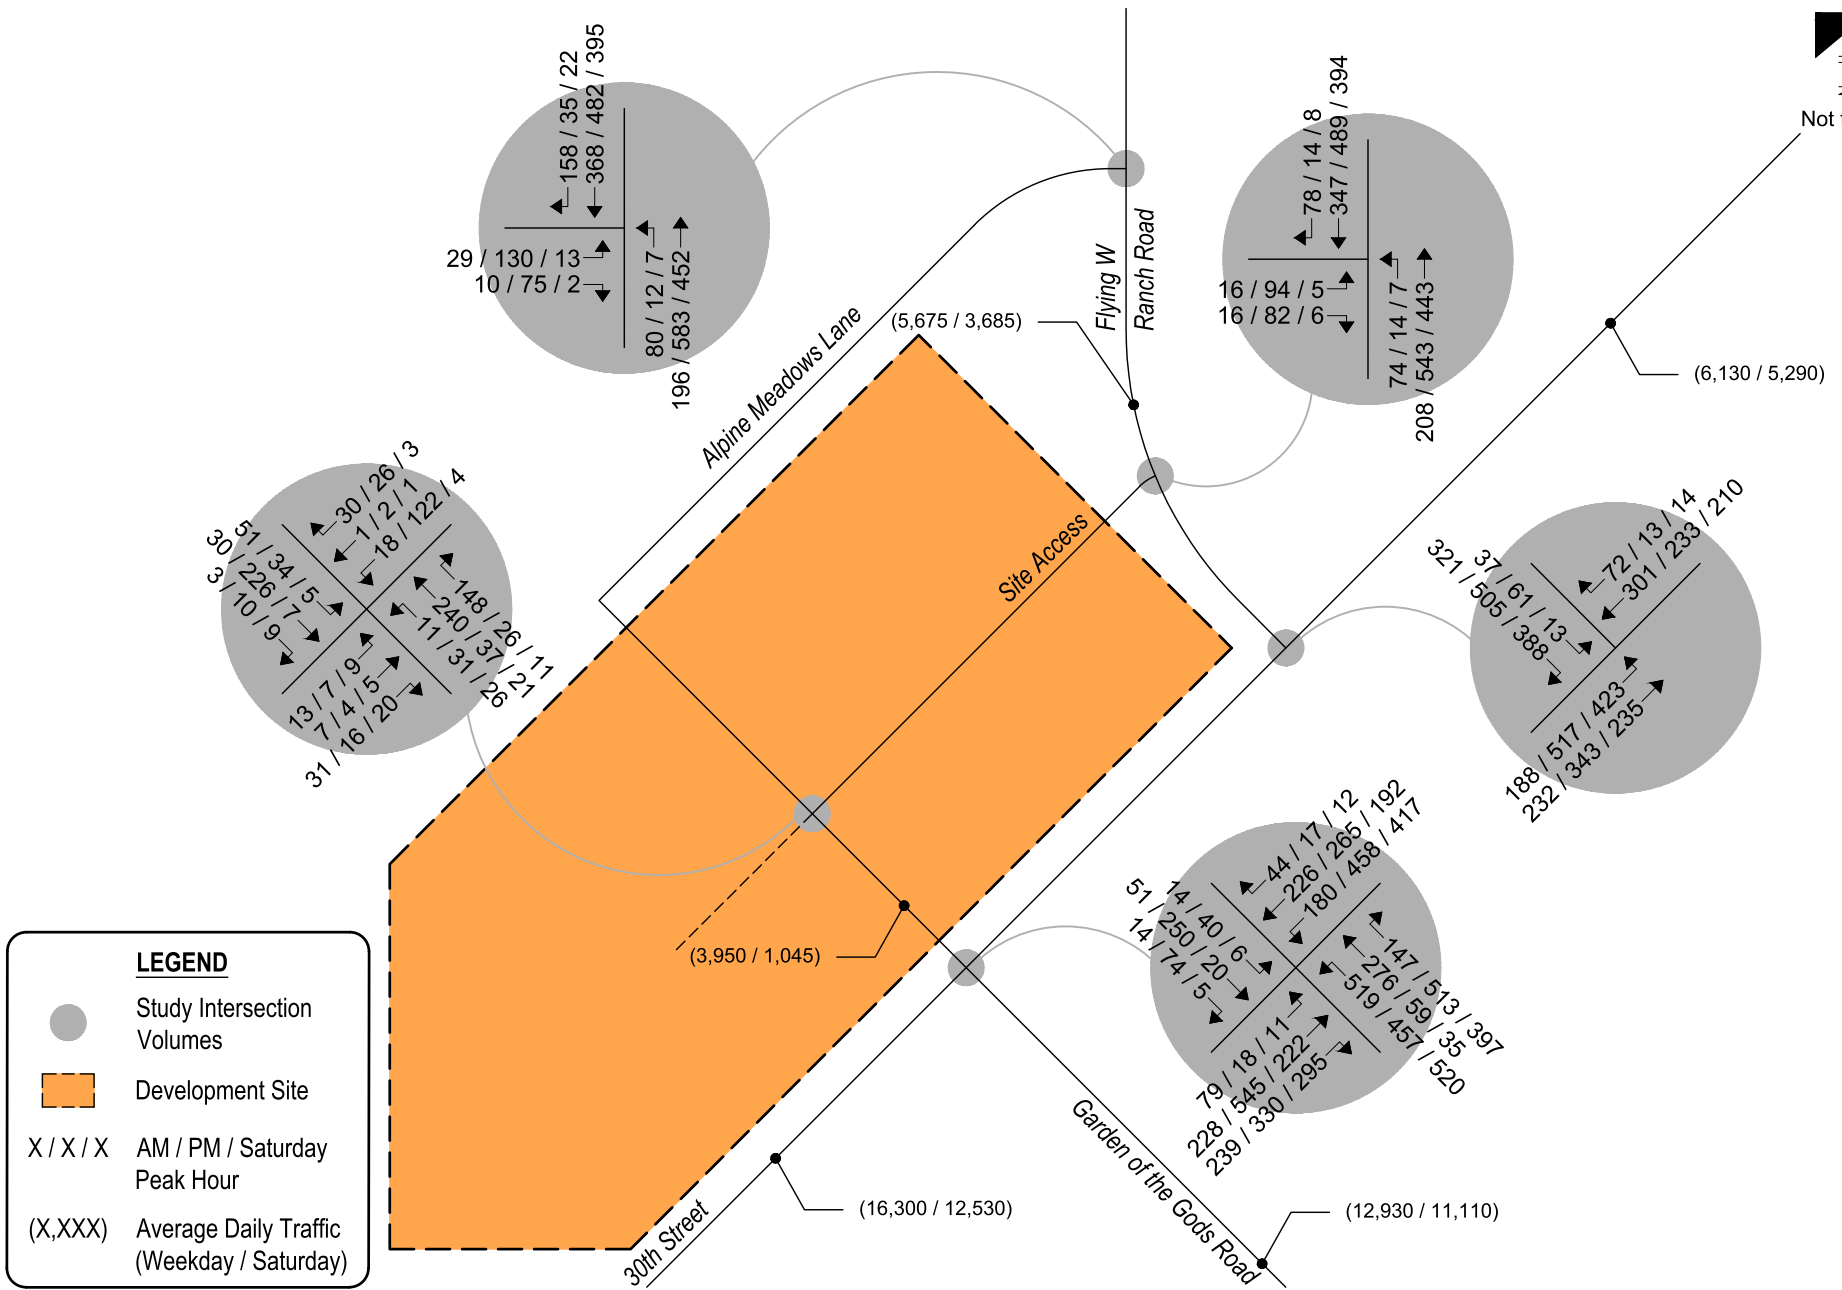 158 / 35 / 22
368 / 482 / 395
29 / 130 / 13
10 / 75 / 2
80 / 12 / 7
196 / 583 / 452
78 / 14 / 8
347 / 489 / 394
16 / 94 / 5
16 / 82 / 6
74 / 14 / 7
208 / 543 / 443
Not
Flying W
Ranch Road
(5,675 / 3,685)
Alpine Meadows Lane
(6,130 / 5,290)
30 / 26 / 3
1 / 2 / 1
18 / 122 / 4
51 / 34 / 5
30 / 226 / 7
3 / 10 / 9
148 / 26 / 11
240 / 37 / 21
11 / 31 / 26
13 / 7 / 9
7 / 4 / 5
31 / 16 / 20
Site Access
72 / 13 / 14
301 / 233 / 210
37 / 61 / 13
321 / 505 / 388
188 / 517 / 423
232 / 343 / 235
44 / 17 / 12
226 / 265 / 192
180 / 458 / 417
14 / 40 / 6
51 / 250 / 20
14 / 74 / 5
147 / 513 / 397
276 / 59 / 35
519 / 457 / 520
79 / 18 / 11
228 / 545 / 222
239 / 330 / 295
(3,950 / 1,045)
Garden of the Gods Road
30th Street
(16,300 / 12,530)
(12,930 / 11,110)
LEGEND
Study Intersection
Volumes
Development Site
X / X / X AM / PM / Saturday
Peak Hour
(X,XXX) Average Daily Traffic
(Weekday / Saturday)